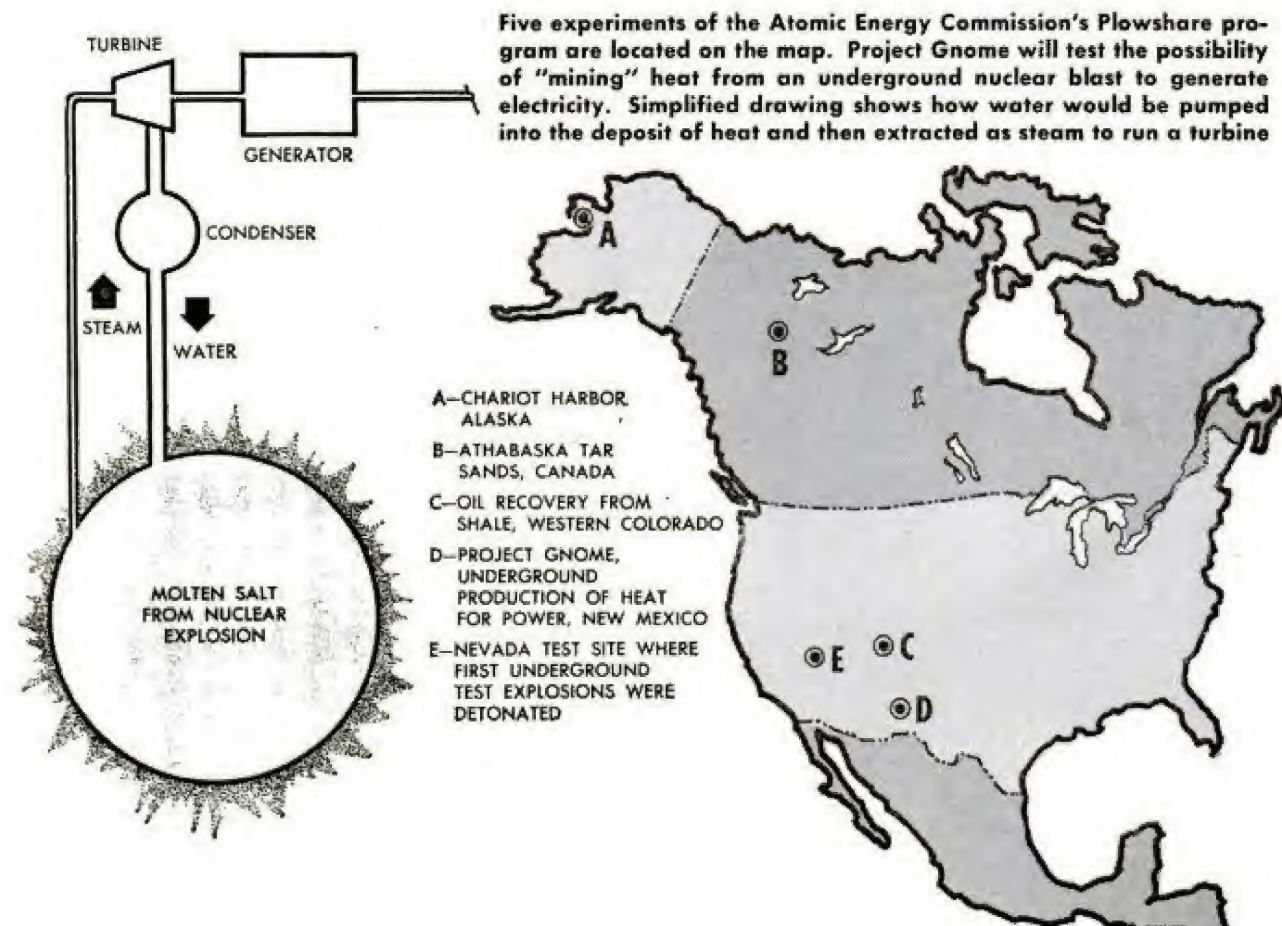 Five experiments of the Atomic Energy Commission's Plowshare pro-
gram are located on the map. Project Gnome will test the possibility
of "mining" heat from an underground nuclear blast to generate
electricity. Simplified drawing shows how water would be pumped
into the deposit of heat and then extracted as steam to run a turbine
TURBINE
GENERATOR
CONDENSER
STEAM
WATER
MOLTEN SALT
FROM NUCLEAR
EXPLOSION
A—CHARIOT HARBOR,
ALASKA
B—ATHABASKA TAR
SANDS, CANADA
C—OIL RECOVERY FROM
SHALE, WESTERN COLORADO
D—PROJECT GNOME,
UNDERGROUND
PRODUCTION OF HEAT
FOR POWER, NEW MEXICO
E—NEVADA TEST SITE WHERE
FIRST UNDERGROUND
TEST EXPLOSIONS WERE
DETONATED
A
B
C
E
D